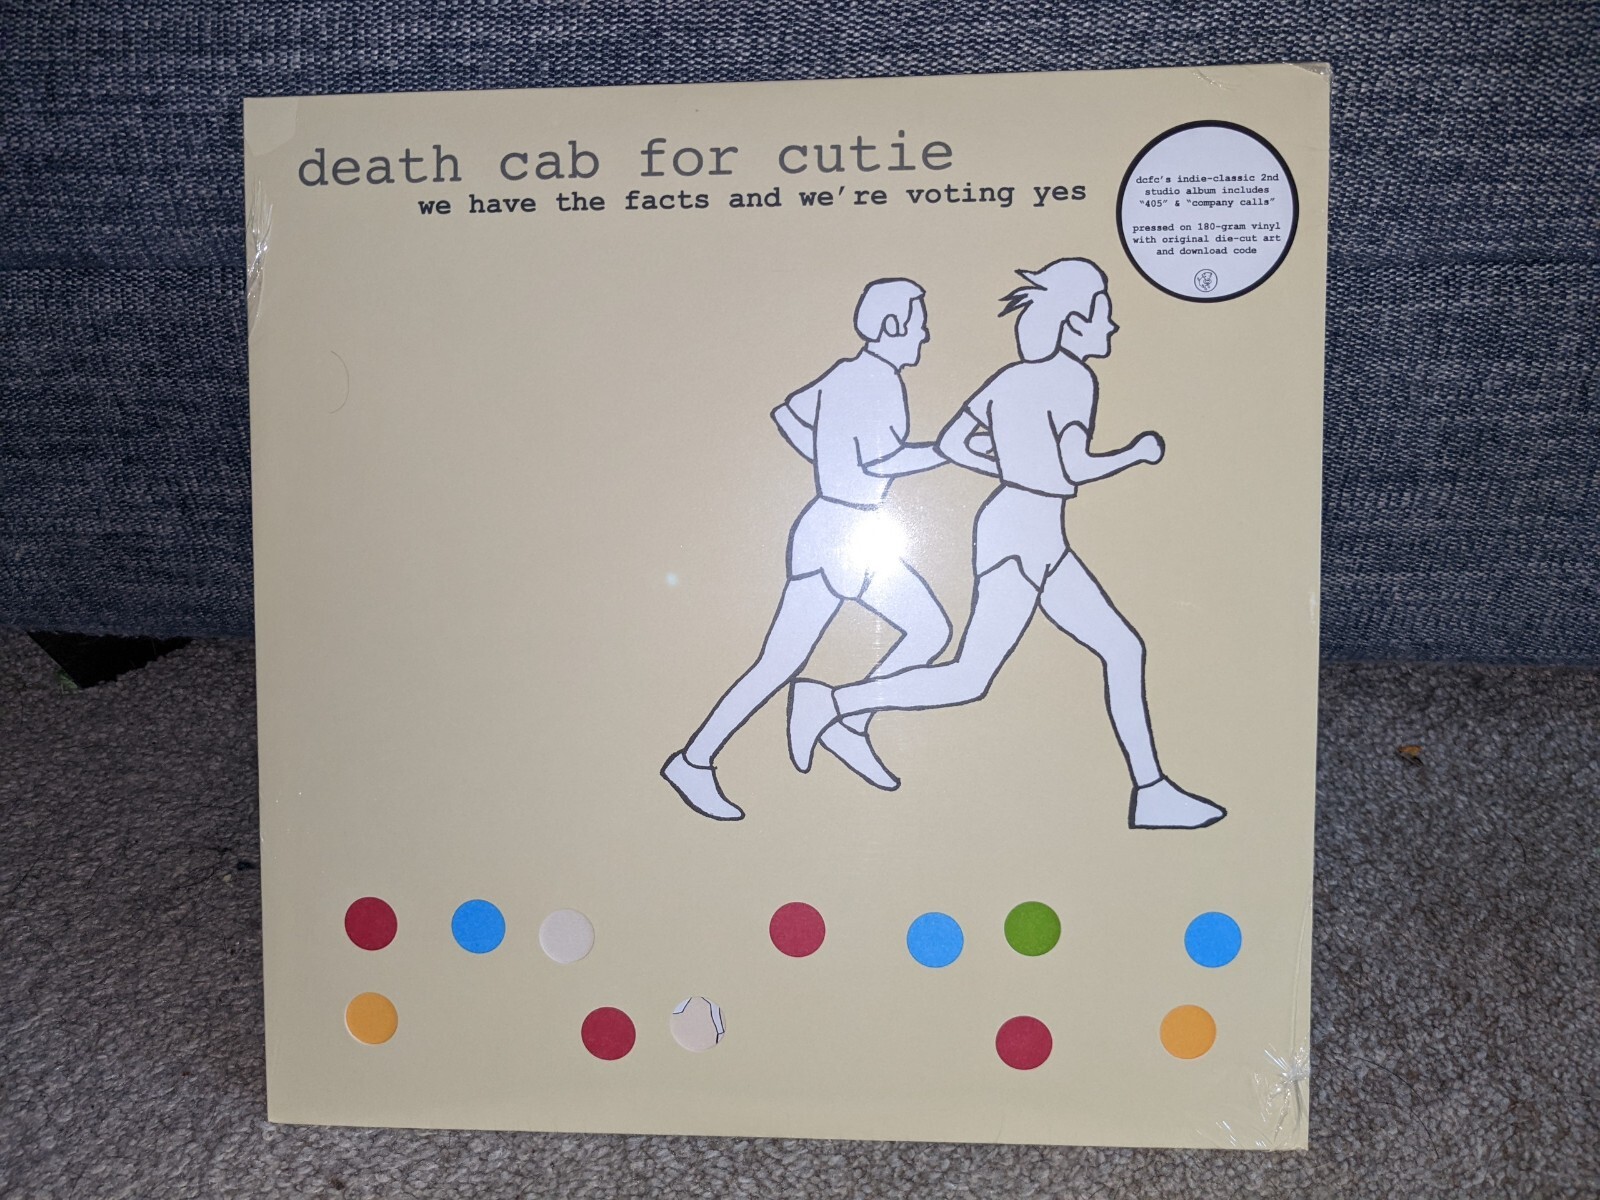 death cab for cutie
we have the facts and we're voting yes
dcfc's indie-classic 2nd
studio album includes
"405" & "company calls"
pressed on 180-gram vinyl
with original die-cut art
and download code